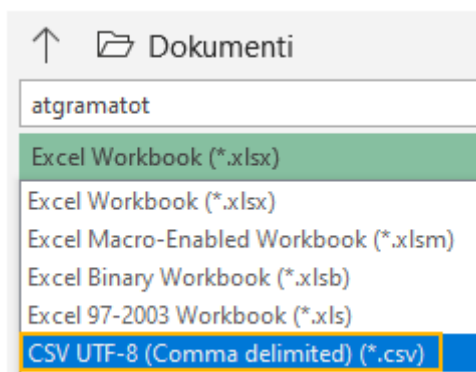 Dokumenti
atgramatot
Excel Workbook (*.xlsx)
Excel Workbook (*.xlsx)
Excel Macro-Enabled Workbook (*.xlsm)
Excel Binary Workbook (*.xlsb)
Excel 97-2003 Workbook (*.xls)
CSV UTF-8 (Comma delimited) (*.csv)